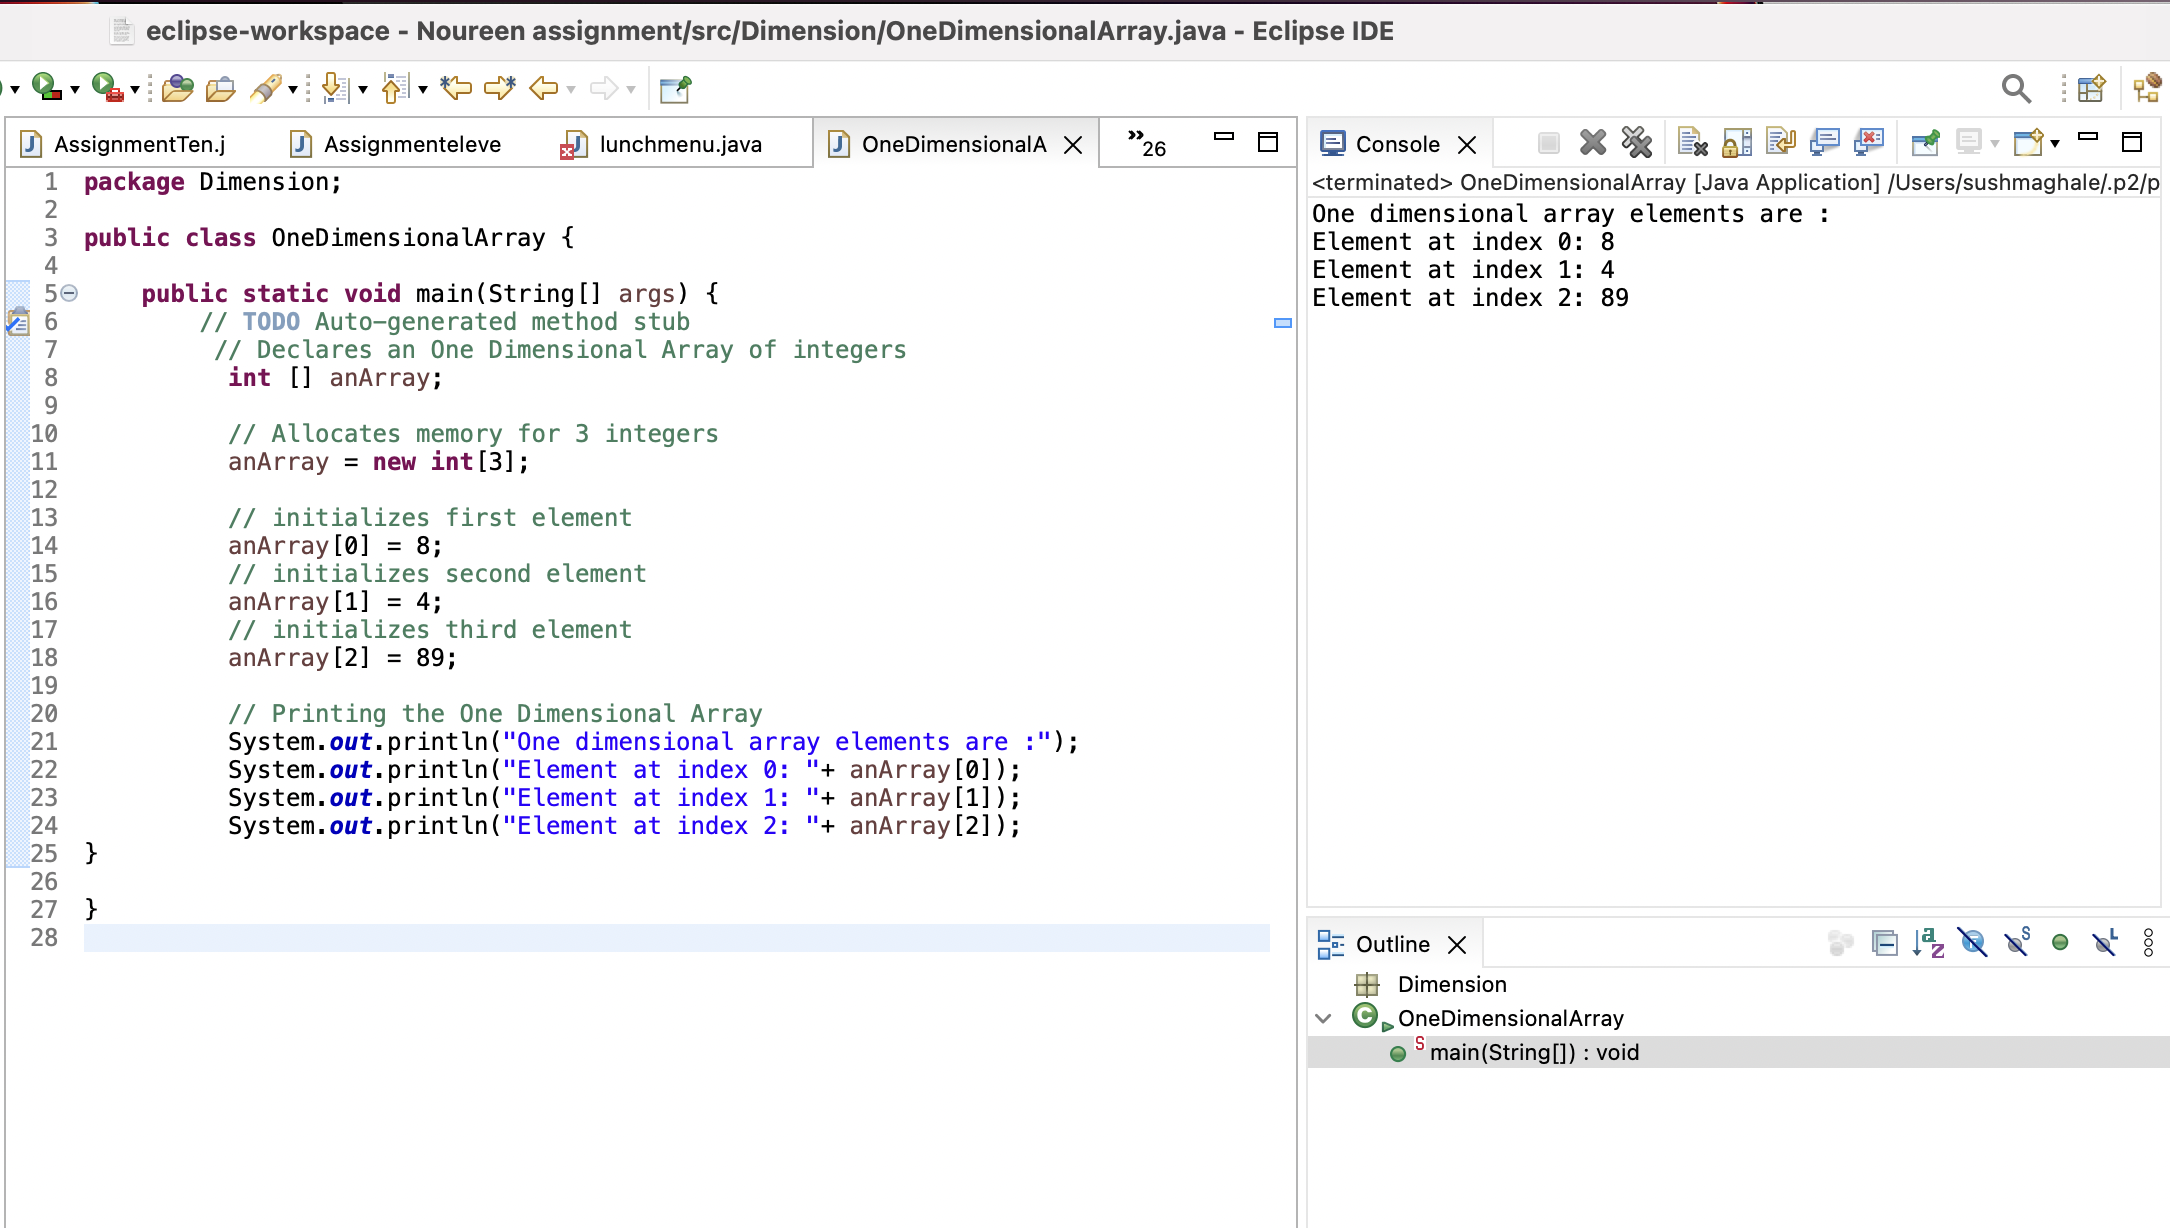 eclipse-workspace - Noureen assignment/src/Dimension/OneDimensionalArray.java - Eclipse IDE
AssignmentTen.j
Assignmenteleve
lunchmenu.java
OneDimensionalA
»26
1 package Dimension;
2
3 public class OneDimensionalArray {
4
5     public static void main(String[] args) {
6         // TODO Auto-generated method stub
7          // Declares an One Dimensional Array of integers
8           int [] anArray;
9
10           // Allocates memory for 3 integers
11           anArray = new int[3];
12
13           // initializes first element
14           anArray[0] = 8;
15           // initializes second element
16           anArray[1] = 4;
17           // initializes third element
18           anArray[2] = 89;
19
20           // Printing the One Dimensional Array
21           System.out.println("One dimensional array elements are :");
22           System.out.println("Element at index 0: "+ anArray[0]);
23           System.out.println("Element at index 1: "+ anArray[1]);
24           System.out.println("Element at index 2: "+ anArray[2]);
25 }
26
27 }
28
Console
<terminated> OneDimensionalArray [Java Application] /Users/sushmaghale/.p2/p
One dimensional array elements are :
Element at index 0: 8
Element at index 1: 4
Element at index 2: 89
Outline
Dimension
OneDimensionalArray
main(String[]) : void